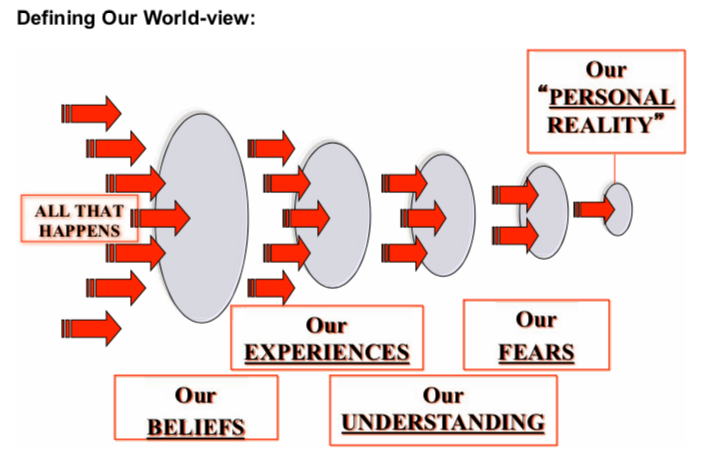 Defining Our World-view:
Our
“PERSONAL
REALITY”
ALL THAT
HAPPENS
Our
EXPERIENCES
Our
FEARS
Our
BELIEFS
Our
UNDERSTANDING